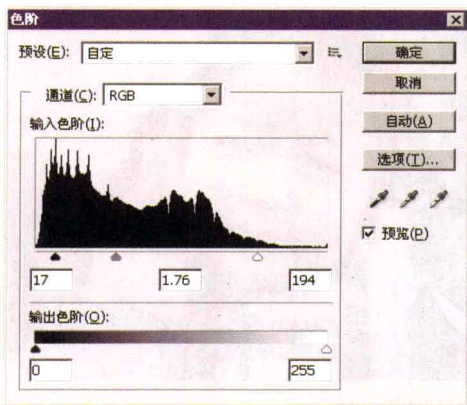 色阶
预设(E): 自定
确定
通道(C): RGB
取消
输入色阶(I):
自动(A)
选项(T)...
预览(P)
17 1.76 194
输出色阶(O):
0 255